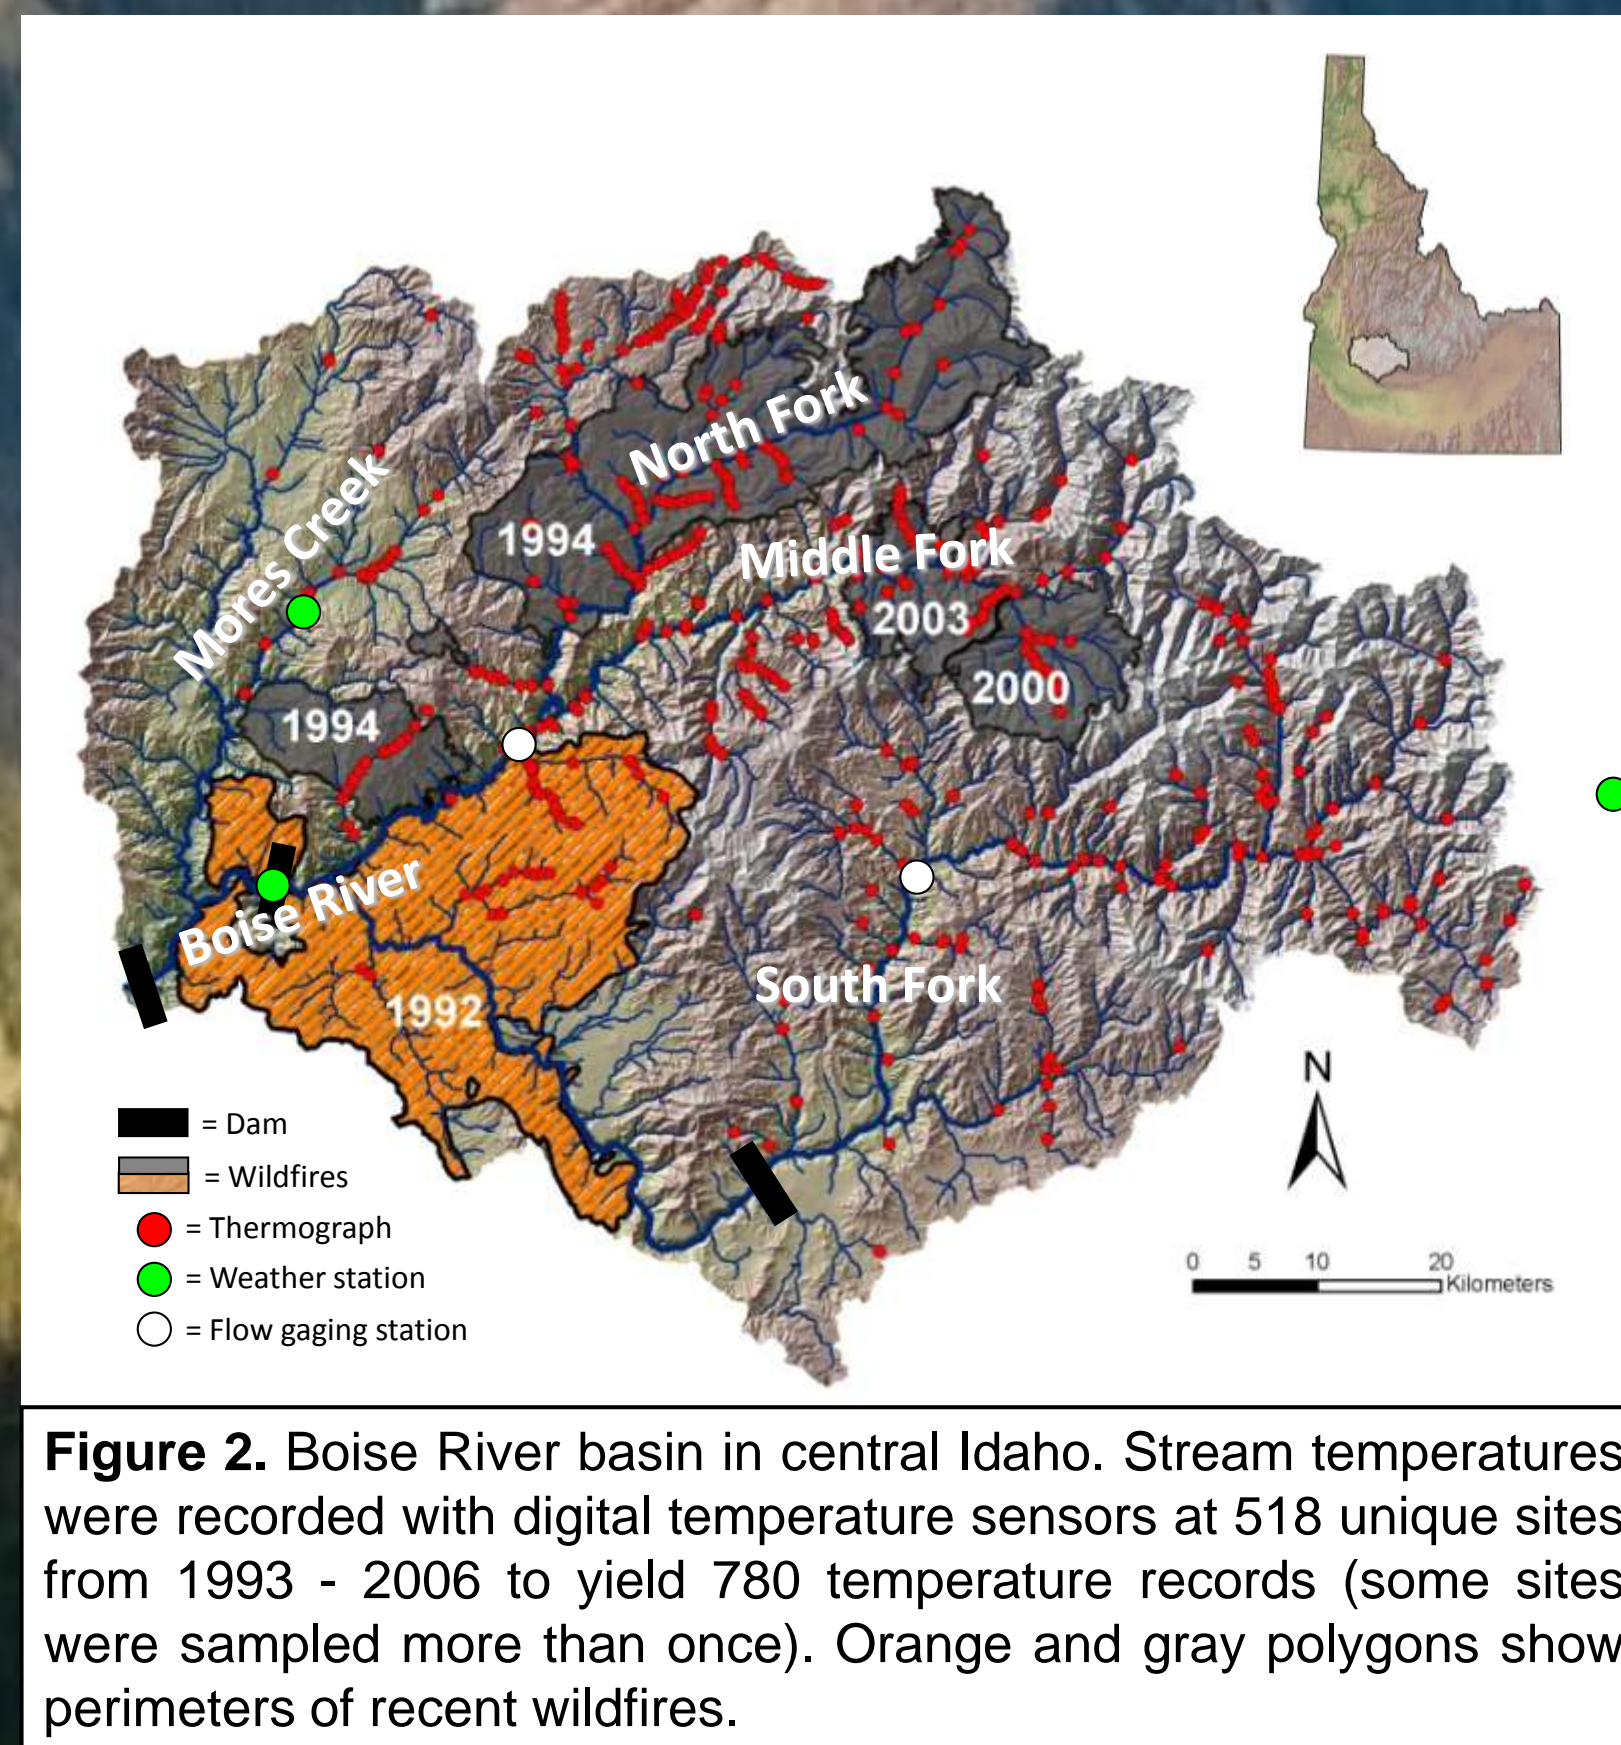 North Fork
Mores Creek
1994
Middle Fork
2003
2000
1994
Boise River
South Fork
1992
N
= Dam
= Wildfires
= Thermograph
= Weather station
= Flow gaging station
0 5 10 20
Kilometers
Figure 2. Boise River basin in central Idaho. Stream temperatures
were recorded with digital temperature sensors at 518 unique sites
from 1993 - 2006 to yield 780 temperature records (some sites
were sampled more than once). Orange and gray polygons show
perimeters of recent wildfires.